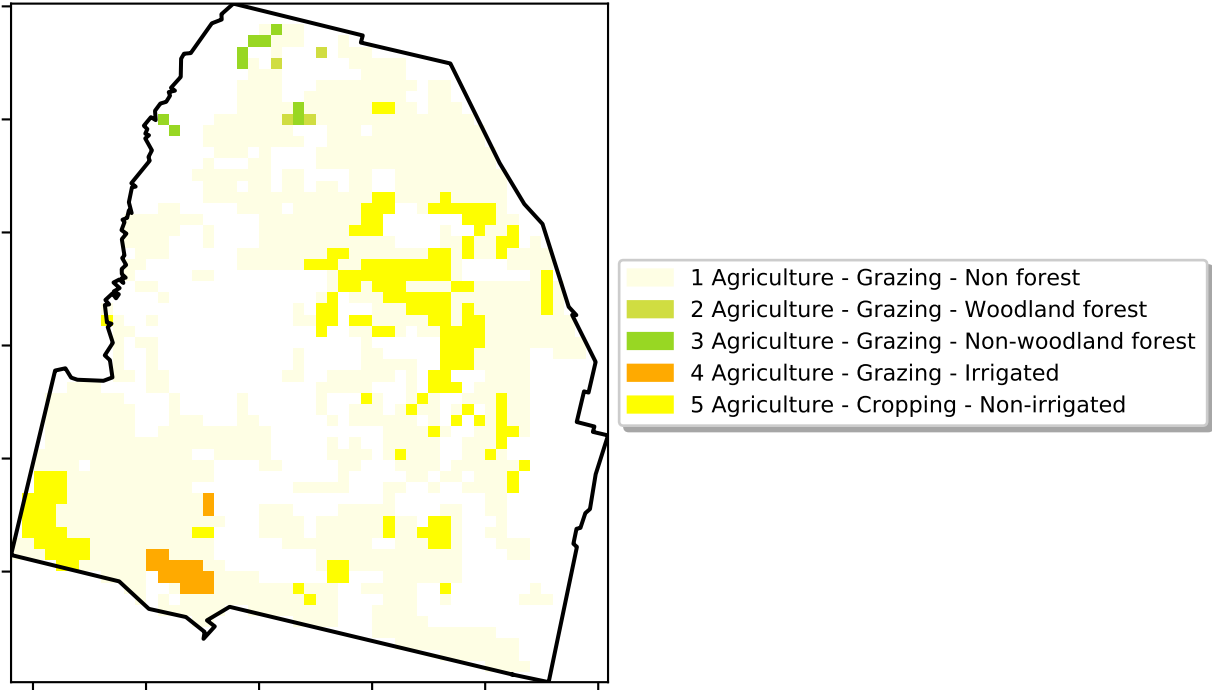 1 Agriculture - Grazing - Non forest
2 Agriculture - Grazing - Woodland forest
3 Agriculture - Grazing - Non-woodland forest
4 Agriculture - Grazing - Irrigated
5 Agriculture - Cropping - Non-irrigated